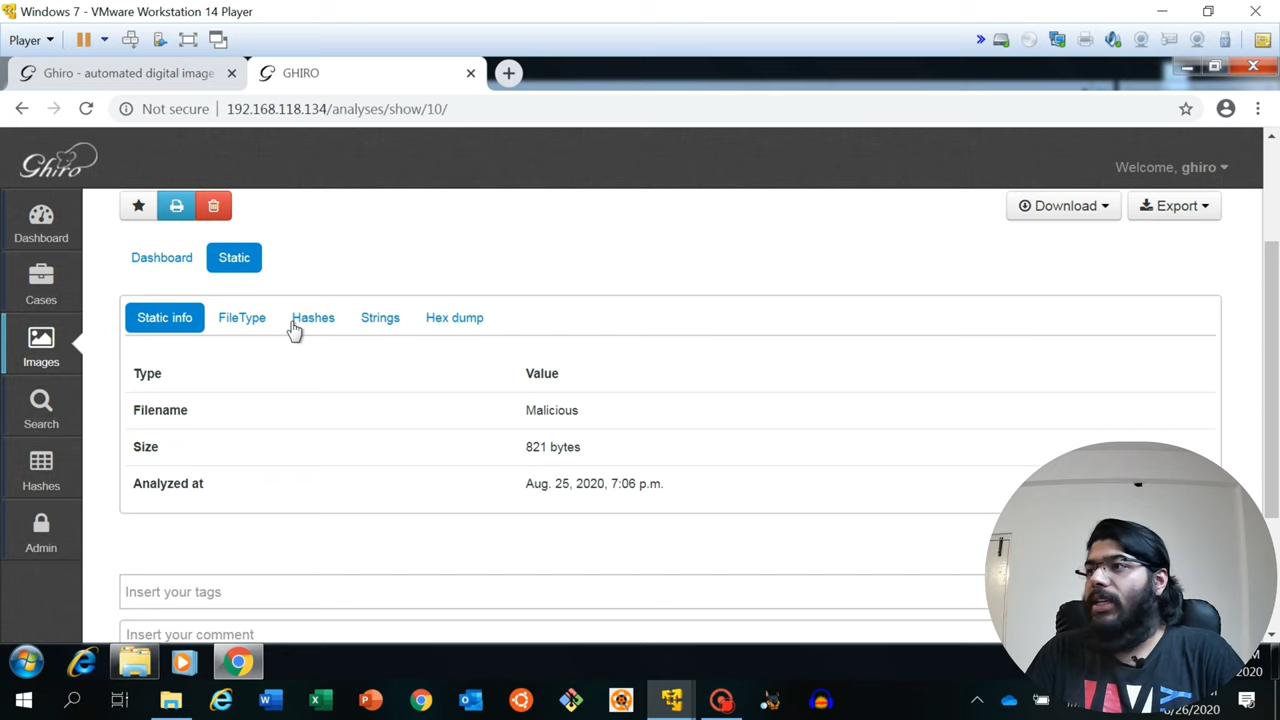 Windows 7 - VMware Workstation 14 Player
Player
Ghiro - automated digital image
GHIRO
Not secure
192.168.118.134/analyses/show/10/
Ghiro
Welcome, ghiro
Dashboard
Cases
Images
Search
Hashes
Admin
Download
Export
Dashboard
Static
Static info
FileType
Hashes
Strings
Hex dump
Type
Value
Filename
Malicious
Size
821 bytes
Analyzed at
Aug. 25, 2020, 7:06 p.m.
Insert your tags
Insert your comment